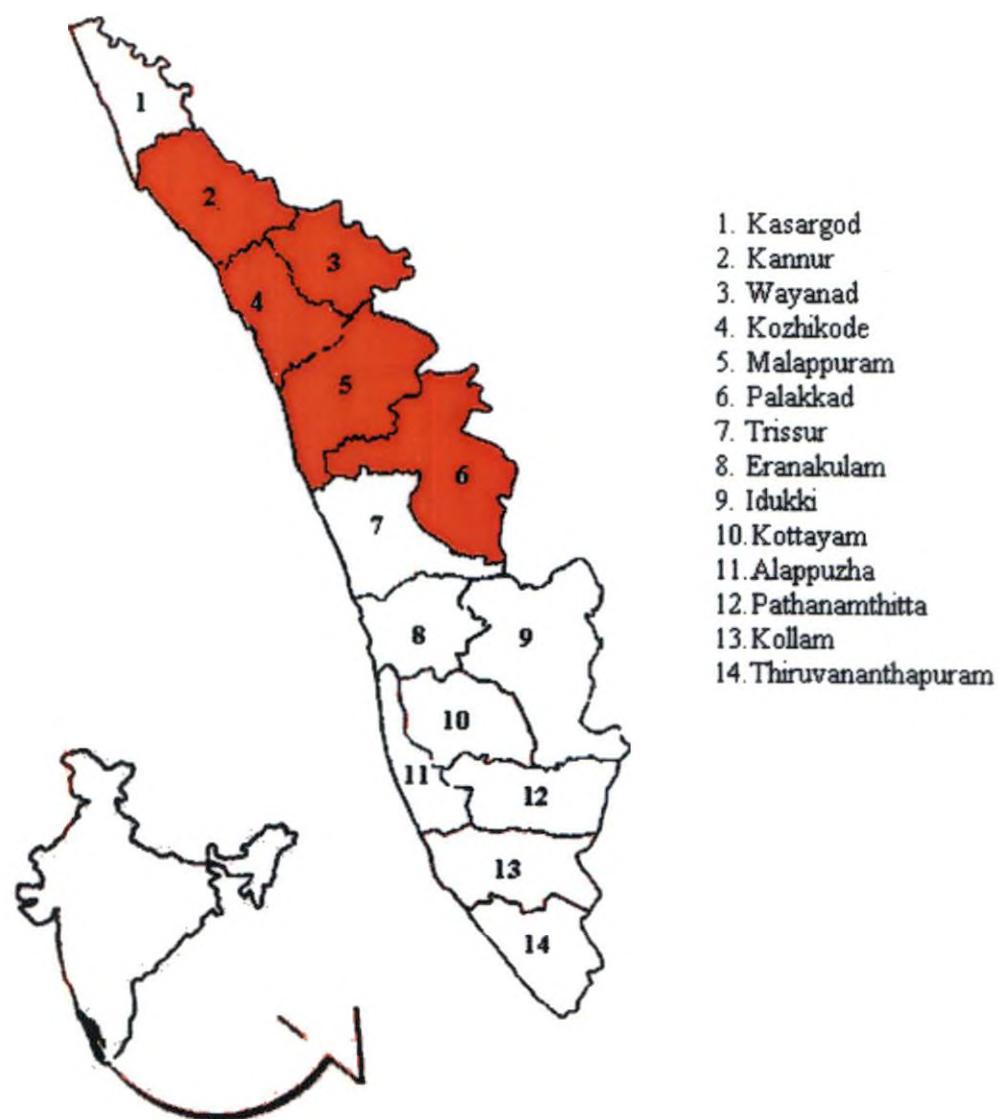 1
2
3
4
5
6
7
8
9
10
11
12
13
14
1. Kasargod
2. Kannur
3. Wayanad
4. Kozhikode
5. Malappuram
6. Palakkad
7. Trissur
8. Eranakulam
9. Idukki
10. Kottayam
11. Alappuzha
12. Pathanamthitta
13. Kollam
14. Thiruvananthapuram